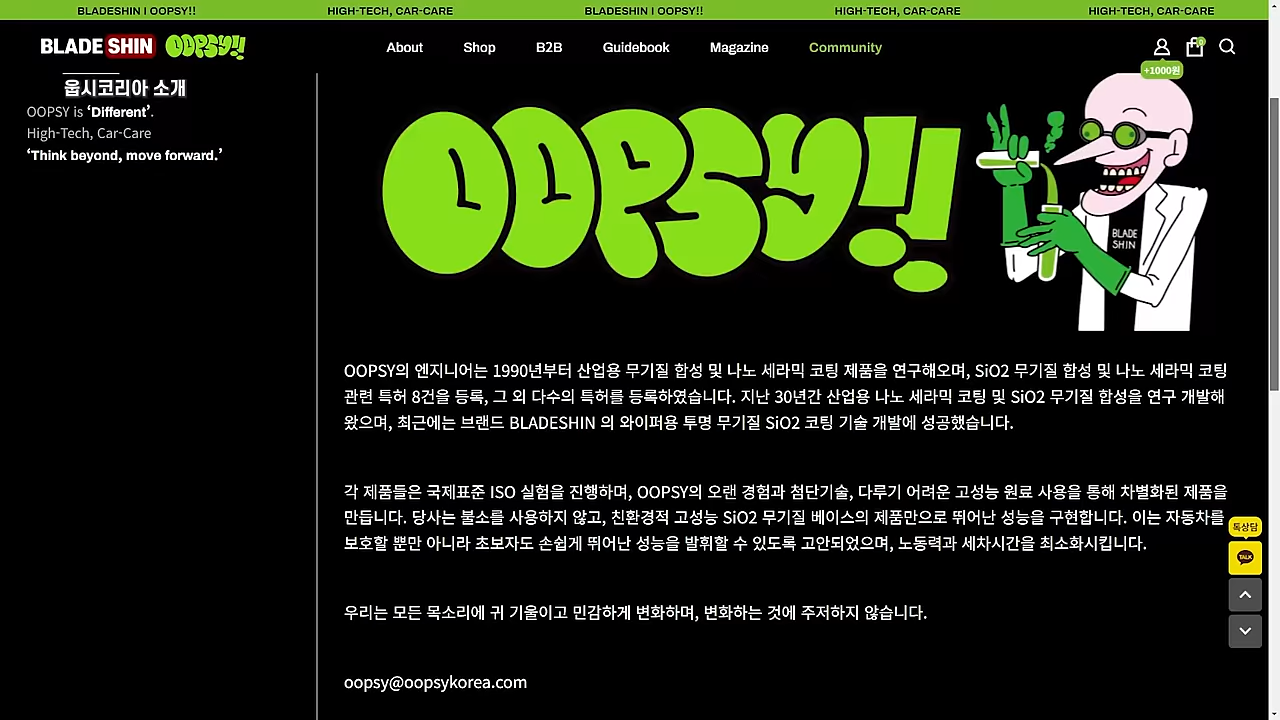 BLADESHIN I OOPSY!! HIGH-TECH, CAR-CARE BLADESHIN I OOPSY!! HIGH-TECH, CAR-CARE HIGH-TECH, CAR-CARE
BLADE SHIN OOPSY!! About Shop B2B Guidebook Magazine Community 0
+1000원
웁시코리아 소개
OOPSY is ‘Different’.
High-Tech, Car-Care
‘Think beyond, move forward.’
OOPSY!!
BLADE
SHIN
OOPSY의 엔지니어는 1990년부터 산업용 무기질 합성 및 나노 세라믹 코팅 제품을 연구해오며, SiO2 무기질 합성 및 나노 세라믹 코팅
관련 특허 8건을 등록, 그 외 다수의 특허를 등록하였습니다. 지난 30년간 산업용 나노 세라믹 코팅 및 SiO2 무기질 합성을 연구 개발해
왔으며, 최근에는 브랜드 BLADESHIN 의 와이퍼용 투명 무기질 SiO2 코팅 기술 개발에 성공했습니다.
각 제품들은 국제표준 ISO 실험을 진행하며, OOPSY의 오랜 경험과 첨단기술, 다루기 어려운 고성능 원료 사용을 통해 차별화된 제품을
만듭니다. 당사는 불소를 사용하지 않고, 친환경적 고성능 SiO2 무기질 베이스의 제품만으로 뛰어난 성능을 구현합니다. 이는 자동차를
보호할 뿐만 아니라 초보자도 손쉽게 뛰어난 성능을 발휘할 수 있도록 고안되었으며, 노동력과 세차시간을 최소화시킵니다.
톡상담
TALK
우리는 모든 목소리에 귀 기울이고 민감하게 변화하며, 변화하는 것에 주저하지 않습니다.
oopsy@oopsykorea.com